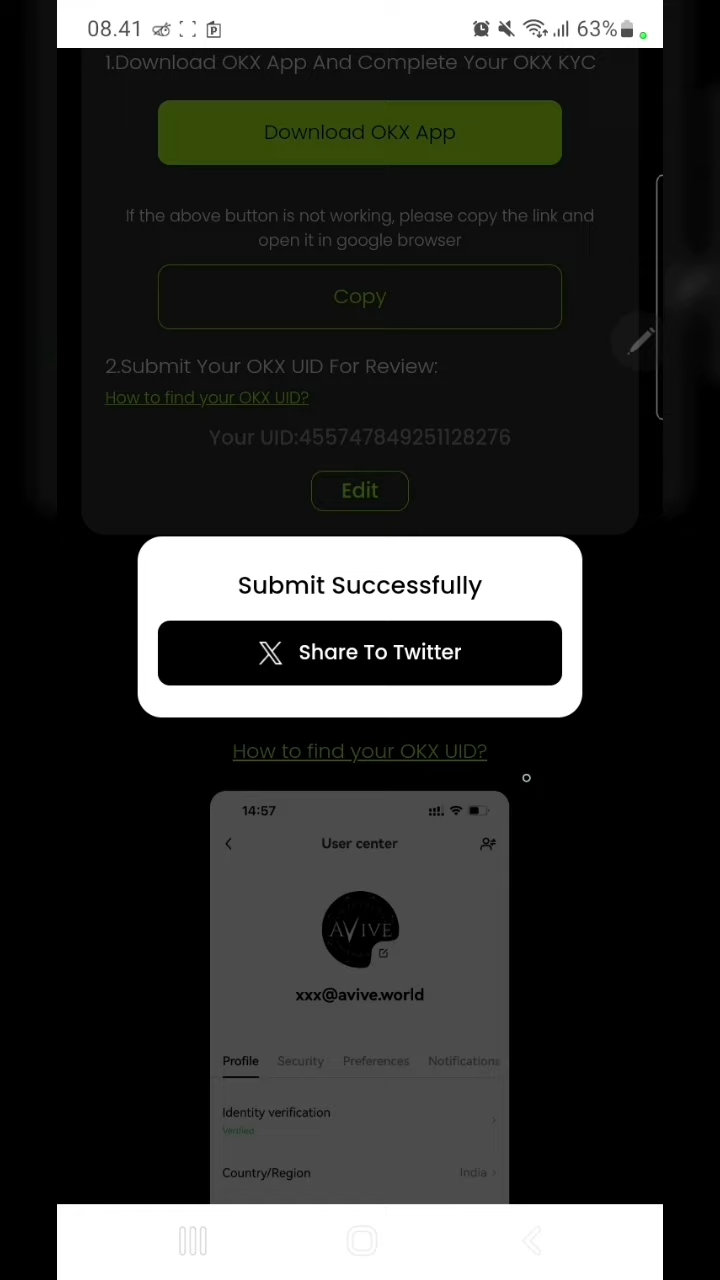 08.41 63%
1.Download OKX App And Complete Your OKX KYC
Download OKX App
If the above button is not working, please copy the link and
open it in google browser
Copy
2.Submit Your OKX UID For Review:
How to find your OKX UID?
Your UID:455747849251128276
Edit
Submit Successfully
Share To Twitter
How to find your OKX UID?
14:57
User center
AVIVE
xxx@avive.world
Profile Security Preferences Notifications
Identity verification
Verified
Country/Region India